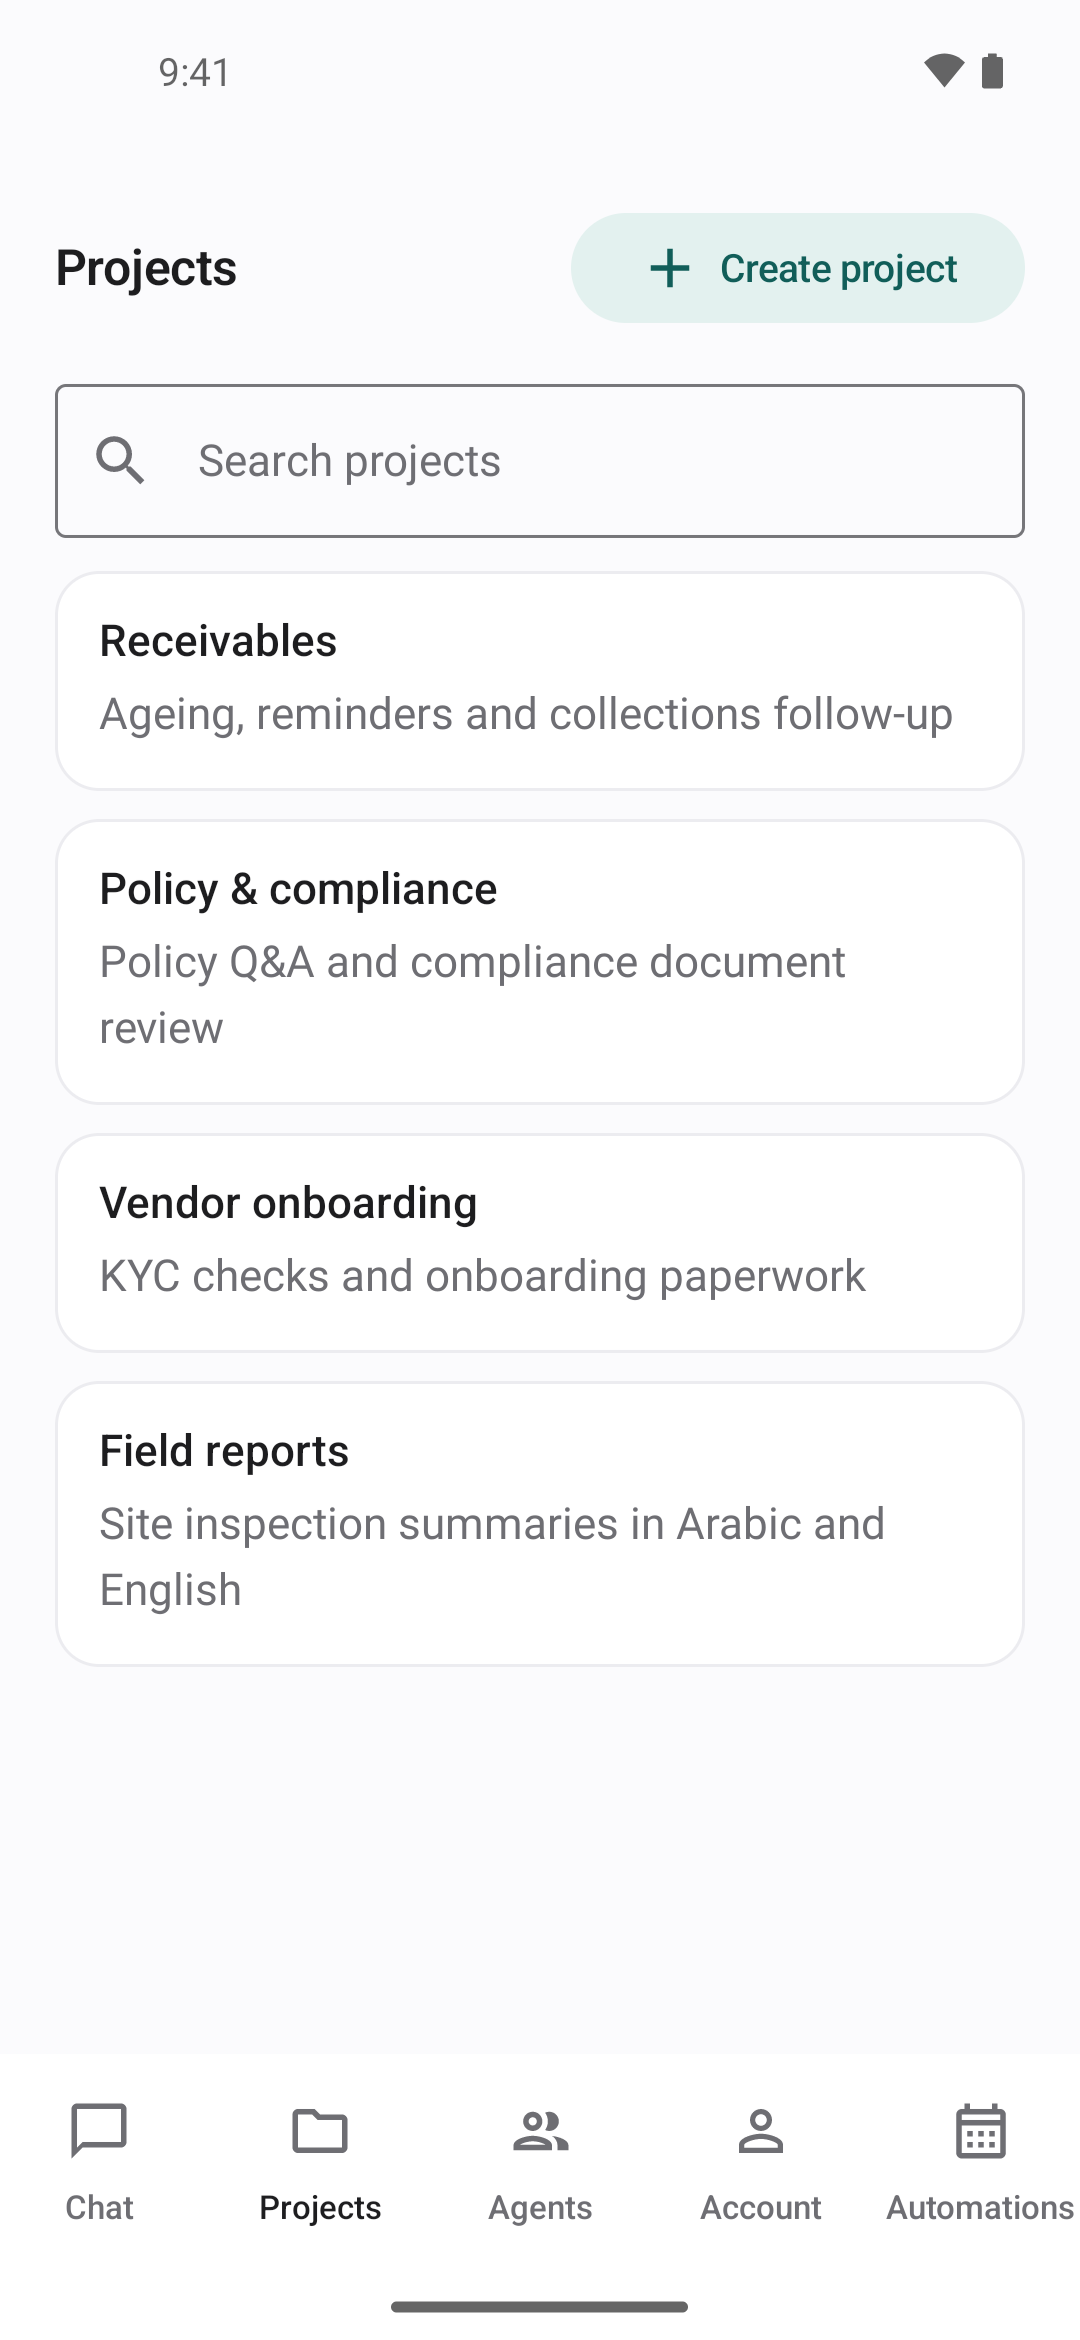 9:41
Projects
Create project
Search projects
Receivables
Ageing, reminders and collections follow-up
Policy & compliance
Policy Q&A and compliance document
review
Vendor onboarding
KYC checks and onboarding paperwork
Field reports
Site inspection summaries in Arabic and
English
Chat
Projects
Agents
Account
Automations